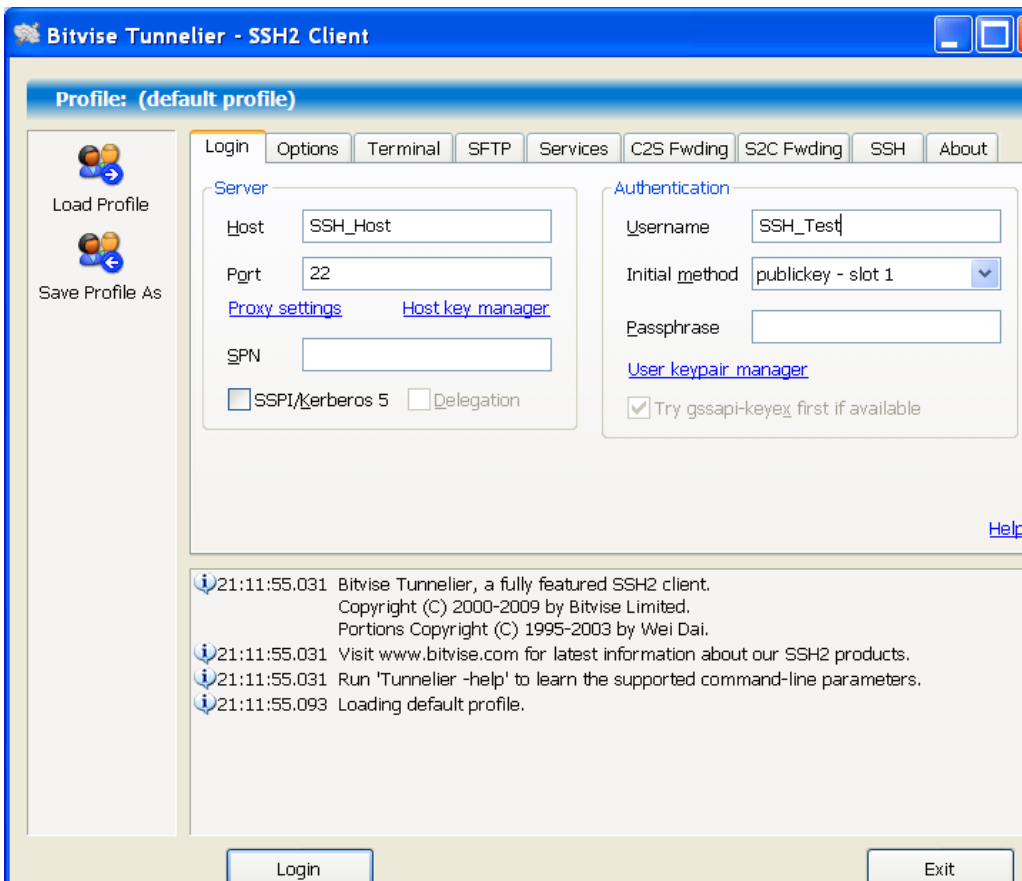 Bitvise Tunnelier - SSH2 Client
Profile: (default profile)
Load Profile
Save Profile As
Login Options Terminal SFTP Services C2S Fwding S2C Fwding SSH About
Server
Host SSH_Host
Port 22
Proxy settings Host key manager
SPN
SSPI/Kerberos 5 Delegation
Authentication
Username SSH_Test
Initial method publickey - slot 1
Passphrase
User keypair manager
Try gssapi-keyex first if available
Help
21:11:55.031 Bitvise Tunnelier, a fully featured SSH2 client.
Copyright (C) 2000-2009 by Bitvise Limited.
Portions Copyright (C) 1995-2003 by Wei Dai.
21:11:55.031 Visit www.bitvise.com for latest information about our SSH2 products.
21:11:55.031 Run 'Tunnelier -help' to learn the supported command-line parameters.
21:11:55.093 Loading default profile.
Login Exit